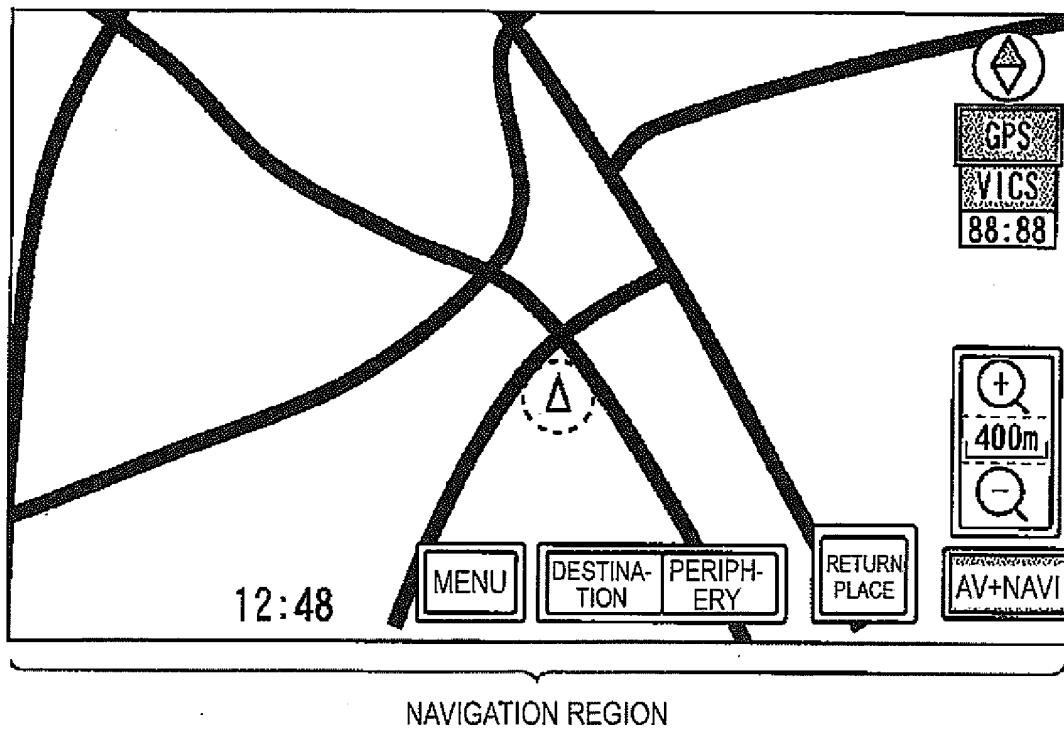 GPS
VICS
88:88
400m
12:48
MENU
DESTINA-
TION
PERIPH-
ERY
RETURN
PLACE
AV+NAVI
NAVIGATION REGION